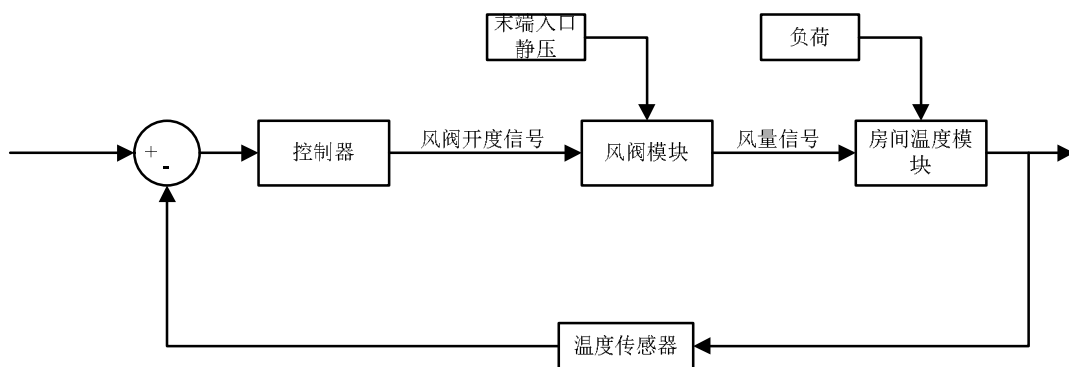 末端入口
静压
负荷
+
-
控制器
风阀开度信号
风阀模块
风量信号
房间温度模
块
温度传感器